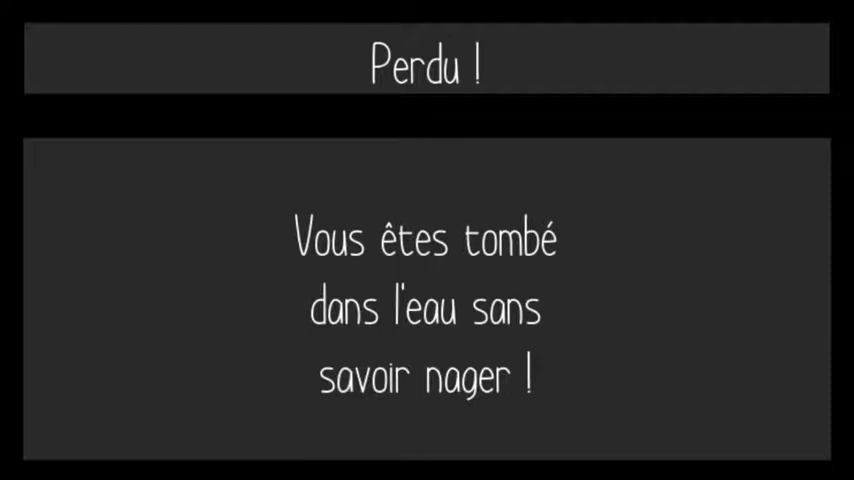 Perdu !
Vous êtes tombé
dans l'eau sans
savoir nager !